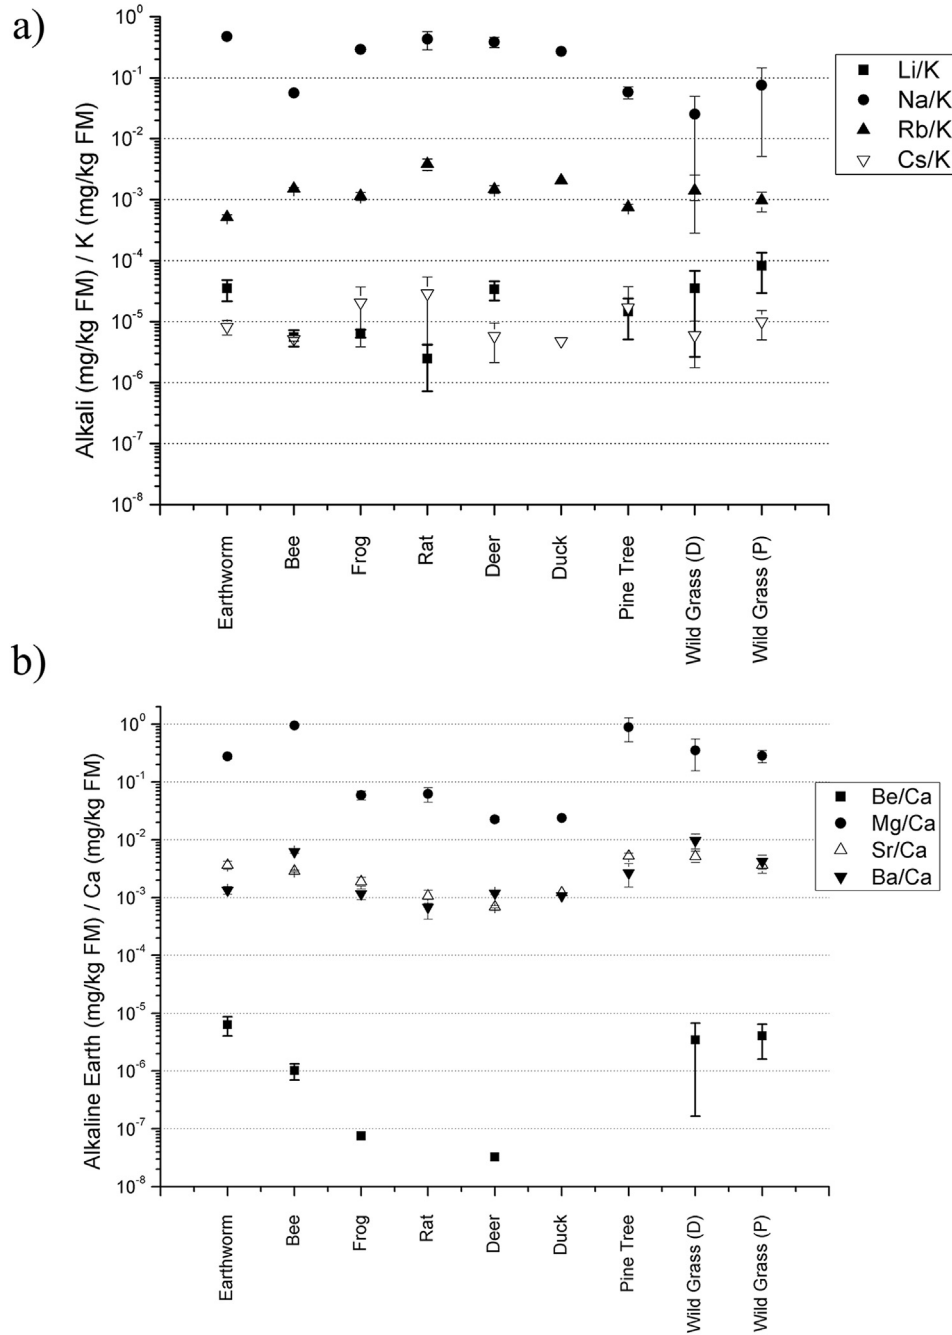 a)
Alkali (mg/kg FM) / K (mg/kg FM)
10⁰
10⁻¹
10⁻²
10⁻³
10⁻⁴
10⁻⁵
10⁻⁶
10⁻⁷
10⁻⁸
Li/K
Na/K
Rb/K
Cs/K
Earthworm
Bee
Frog
Rat
Deer
Duck
Pine Tree
Wild Grass (D)
Wild Grass (P)
b)
Alkaline Earth (mg/kg FM) / Ca (mg/kg FM)
10⁰
10⁻¹
10⁻²
10⁻³
10⁻⁴
10⁻⁵
10⁻⁶
10⁻⁷
10⁻⁸
Be/Ca
Mg/Ca
Sr/Ca
Ba/Ca
Earthworm
Bee
Frog
Rat
Deer
Duck
Pine Tree
Wild Grass (D)
Wild Grass (P)